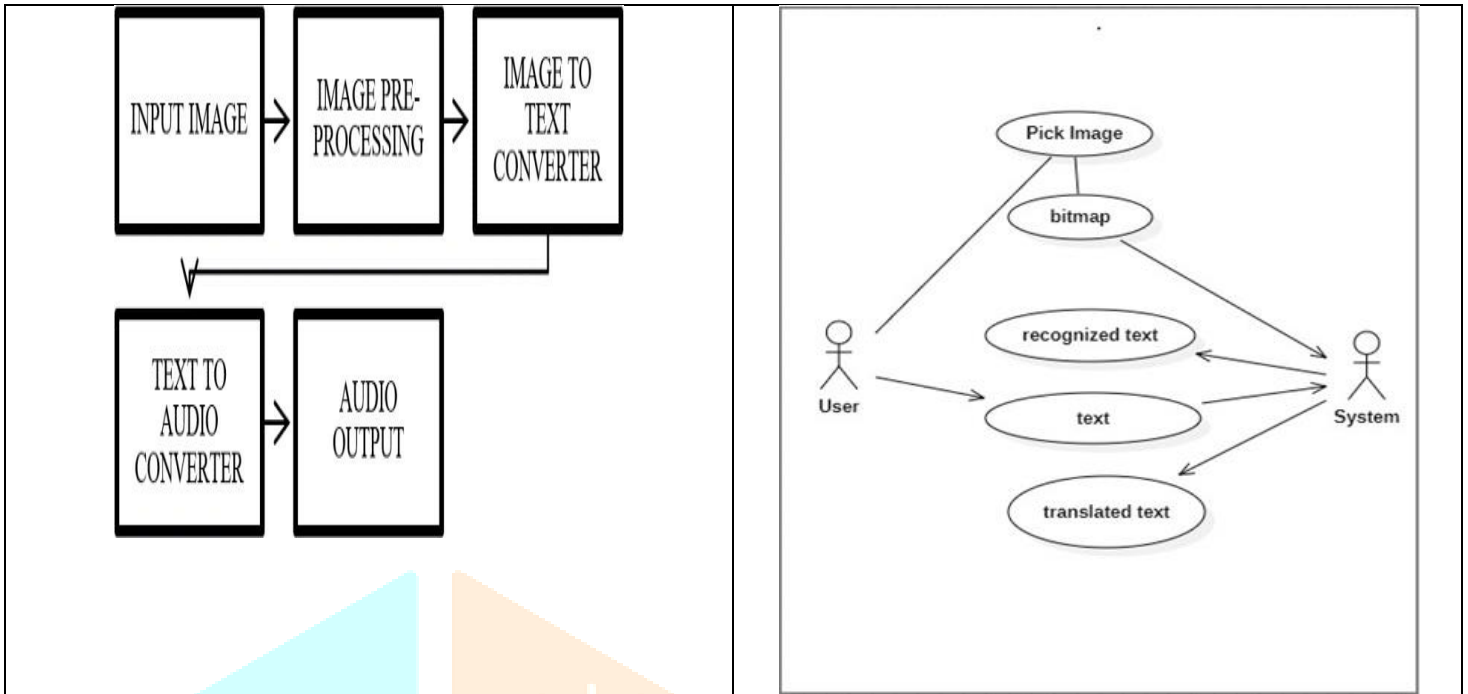 INPUT IMAGE
IMAGE PRE-
PROCESSING
IMAGE TO
TEXT
CONVERTER
TEXT TO
AUDIO
CONVERTER
AUDIO
OUTPUT
Pick Image
bitmap
recognized text
User
text
System
translated text